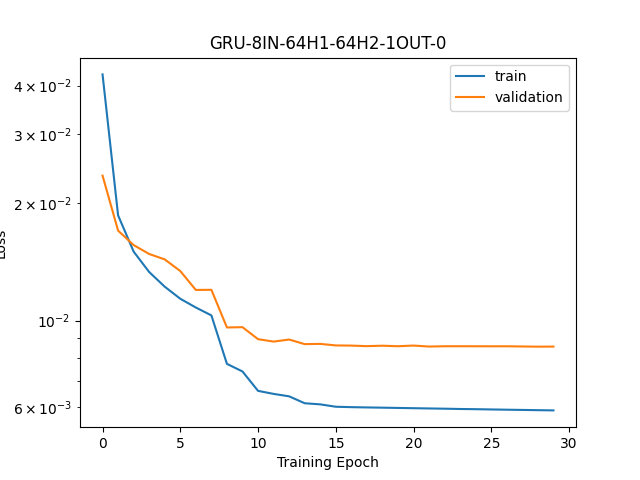 GRU-8IN-64H1-64H2-1OUT-0
train
validation
4 × 10⁻²
3 × 10⁻²
2 × 10⁻²
10⁻²
6 × 10⁻³
Loss
0 5 10 15 20 25 30
Training Epoch